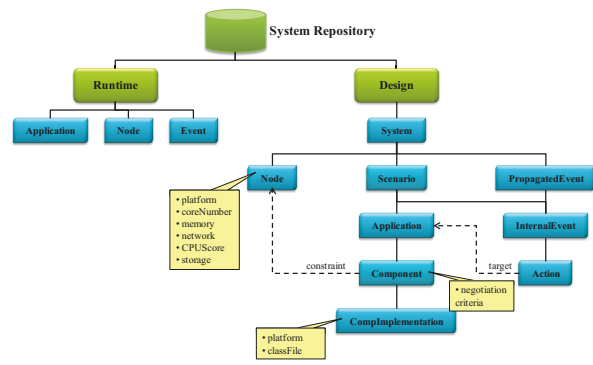 System Repository
Runtime
Design
Application
Node
Event
System
Node
Scenario
PropagatedEvent
• platform
• coreNumber
• memory
• network
• CPUScore
• storage
Application
InternalEvent
constraint
Component
target
Action
• negotiation
criteria
CompImplementation
• platform
• classFile